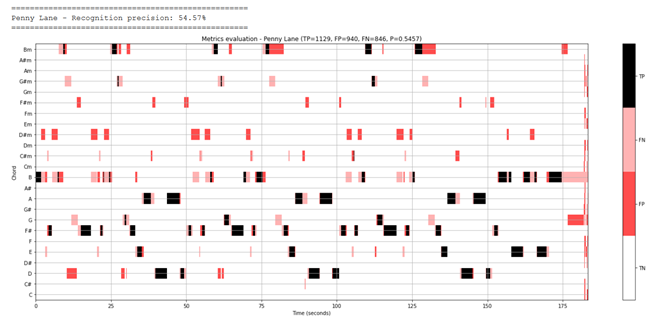 ==================================================
Penny Lane - Recognition precision: 54.57%
==================================================
Metrics evaluation - Penny Lane (TP=1129, FP=940, FN=846, P=0.5457)
Bm
A#m
Am
G#m
Gm
F#m
Fm
Em
D#m
Dm
C#m
Cm
B
A#
A
G#
G
F#
F
E
D#
D
C#
C
Chord
0 25 50 75 100 125 150 175
Time (seconds)
TP
FN
FP
TN